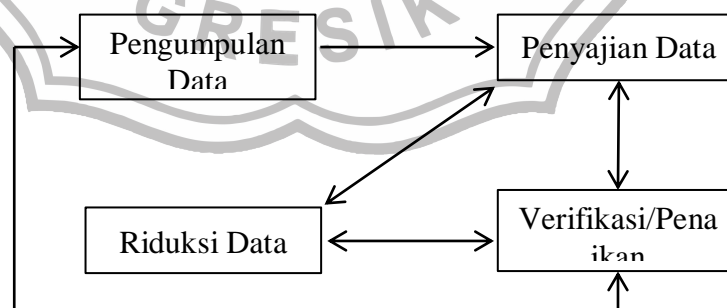 GRESIK
Pengumpulan
Data
Penyajian Data
Riduksi Data
Verifikasi/Pena
ikan